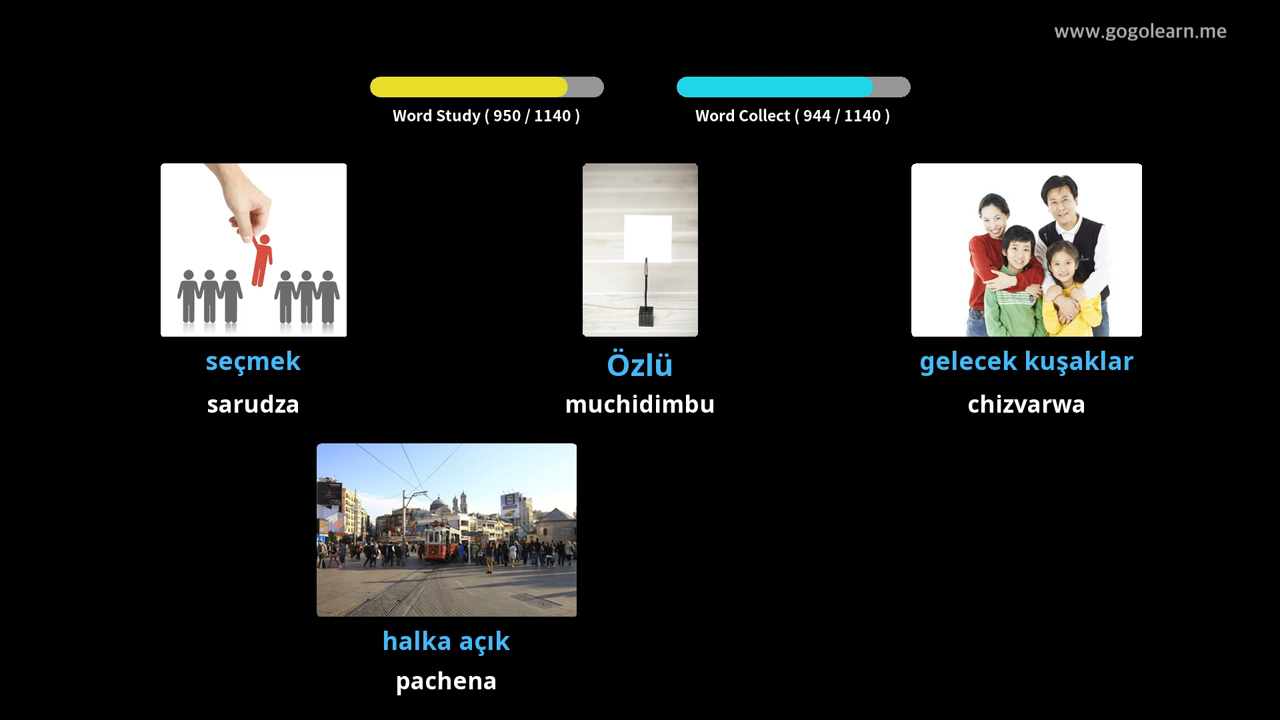 www.gogolearn.me
Word Study ( 950 / 1140 )
Word Collect ( 944 / 1140 )
seçmek
Özlü
gelecek kuşaklar
sarudza
muchidimbu
chizvarwa
halka açık
pachena